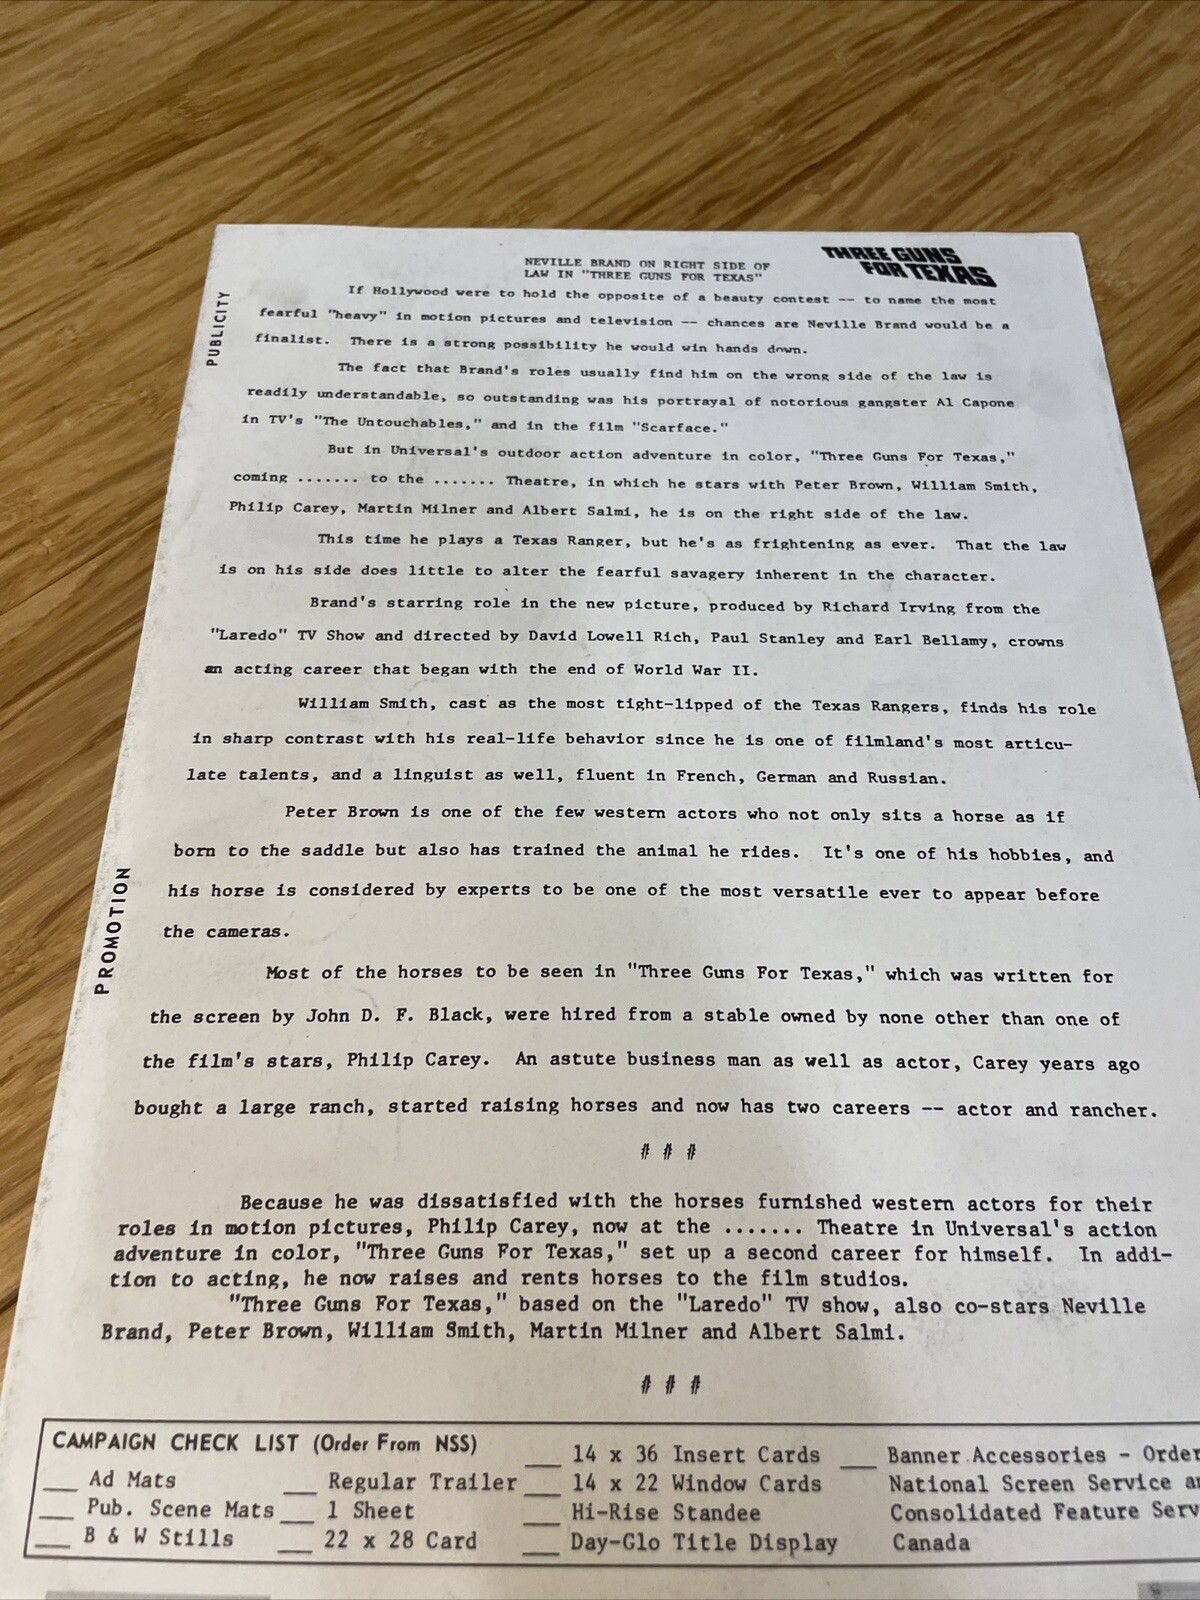 NEVILLE BRAND ON RIGHT SIDE OF
LAW IN "THREE GUNS FOR TEXAS"
THREE GUNS
FOR TEXAS
PUBLICITY
If Hollywood were to hold the opposite of a beauty contest -- to name the most
fearful "heavy" in motion pictures and television -- chances are Neville Brand would be a
finalist. There is a strong possibility he would win hands down.
The fact that Brand's roles usually find him on the wrong side of the law is
readily understandable, so outstanding was his portrayal of notorious gangster Al Capone
in TV's "The Untouchables," and in the film "Scarface."
But in Universal's outdoor action adventure in color, "Three Guns For Texas,"
coming ....... to the ....... Theatre, in which he stars with Peter Brown, William Smith,
Philip Carey, Martin Milner and Albert Salmi, he is on the right side of the law.
This time he plays a Texas Ranger, but he's as frightening as ever. That the law
is on his side does little to alter the fearful savagery inherent in the character.
Brand's starring role in the new picture, produced by Richard Irving from the
"Laredo" TV Show and directed by David Lowell Rich, Paul Stanley and Earl Bellamy, crowns
an acting career that began with the end of World War II.
William Smith, cast as the most tight-lipped of the Texas Rangers, finds his role
in sharp contrast with his real-life behavior since he is one of filmland's most articu-
late talents, and a linguist as well, fluent in French, German and Russian.
Peter Brown is one of the few western actors who not only sits a horse as if
born to the saddle but also has trained the animal he rides. It's one of his hobbies, and
his horse is considered by experts to be one of the most versatile ever to appear before
the cameras.
PROMOTION
Most of the horses to be seen in "Three Guns For Texas," which was written for
the screen by John D. F. Black, were hired from a stable owned by none other than one of
the film's stars, Philip Carey. An astute business man as well as actor, Carey years ago
bought a large ranch, started raising horses and now has two careers -- actor and rancher.
# # #
Because he was dissatisfied with the horses furnished western actors for their
roles in motion pictures, Philip Carey, now at the ....... Theatre in Universal's action
adventure in color, "Three Guns For Texas," set up a second career for himself. In addi-
tion to acting, he now raises and rents horses to the film studios.
"Three Guns For Texas," based on the "Laredo" TV show, also co-stars Neville
Brand, Peter Brown, William Smith, Martin Milner and Albert Salmi.
# # #
CAMPAIGN CHECK LIST (Order From NSS)
___ Ad Mats
___ Pub. Scene Mats
___ B & W Stills
___ Regular Trailer
___ 1 Sheet
___ 22 x 28 Card
___ 14 x 36 Insert Cards
___ 14 x 22 Window Cards
___ Hi-Rise Standee
___ Day-Glo Title Display
___ Banner Accessories - Order
National Screen Service
Consolidated Feature
Canada